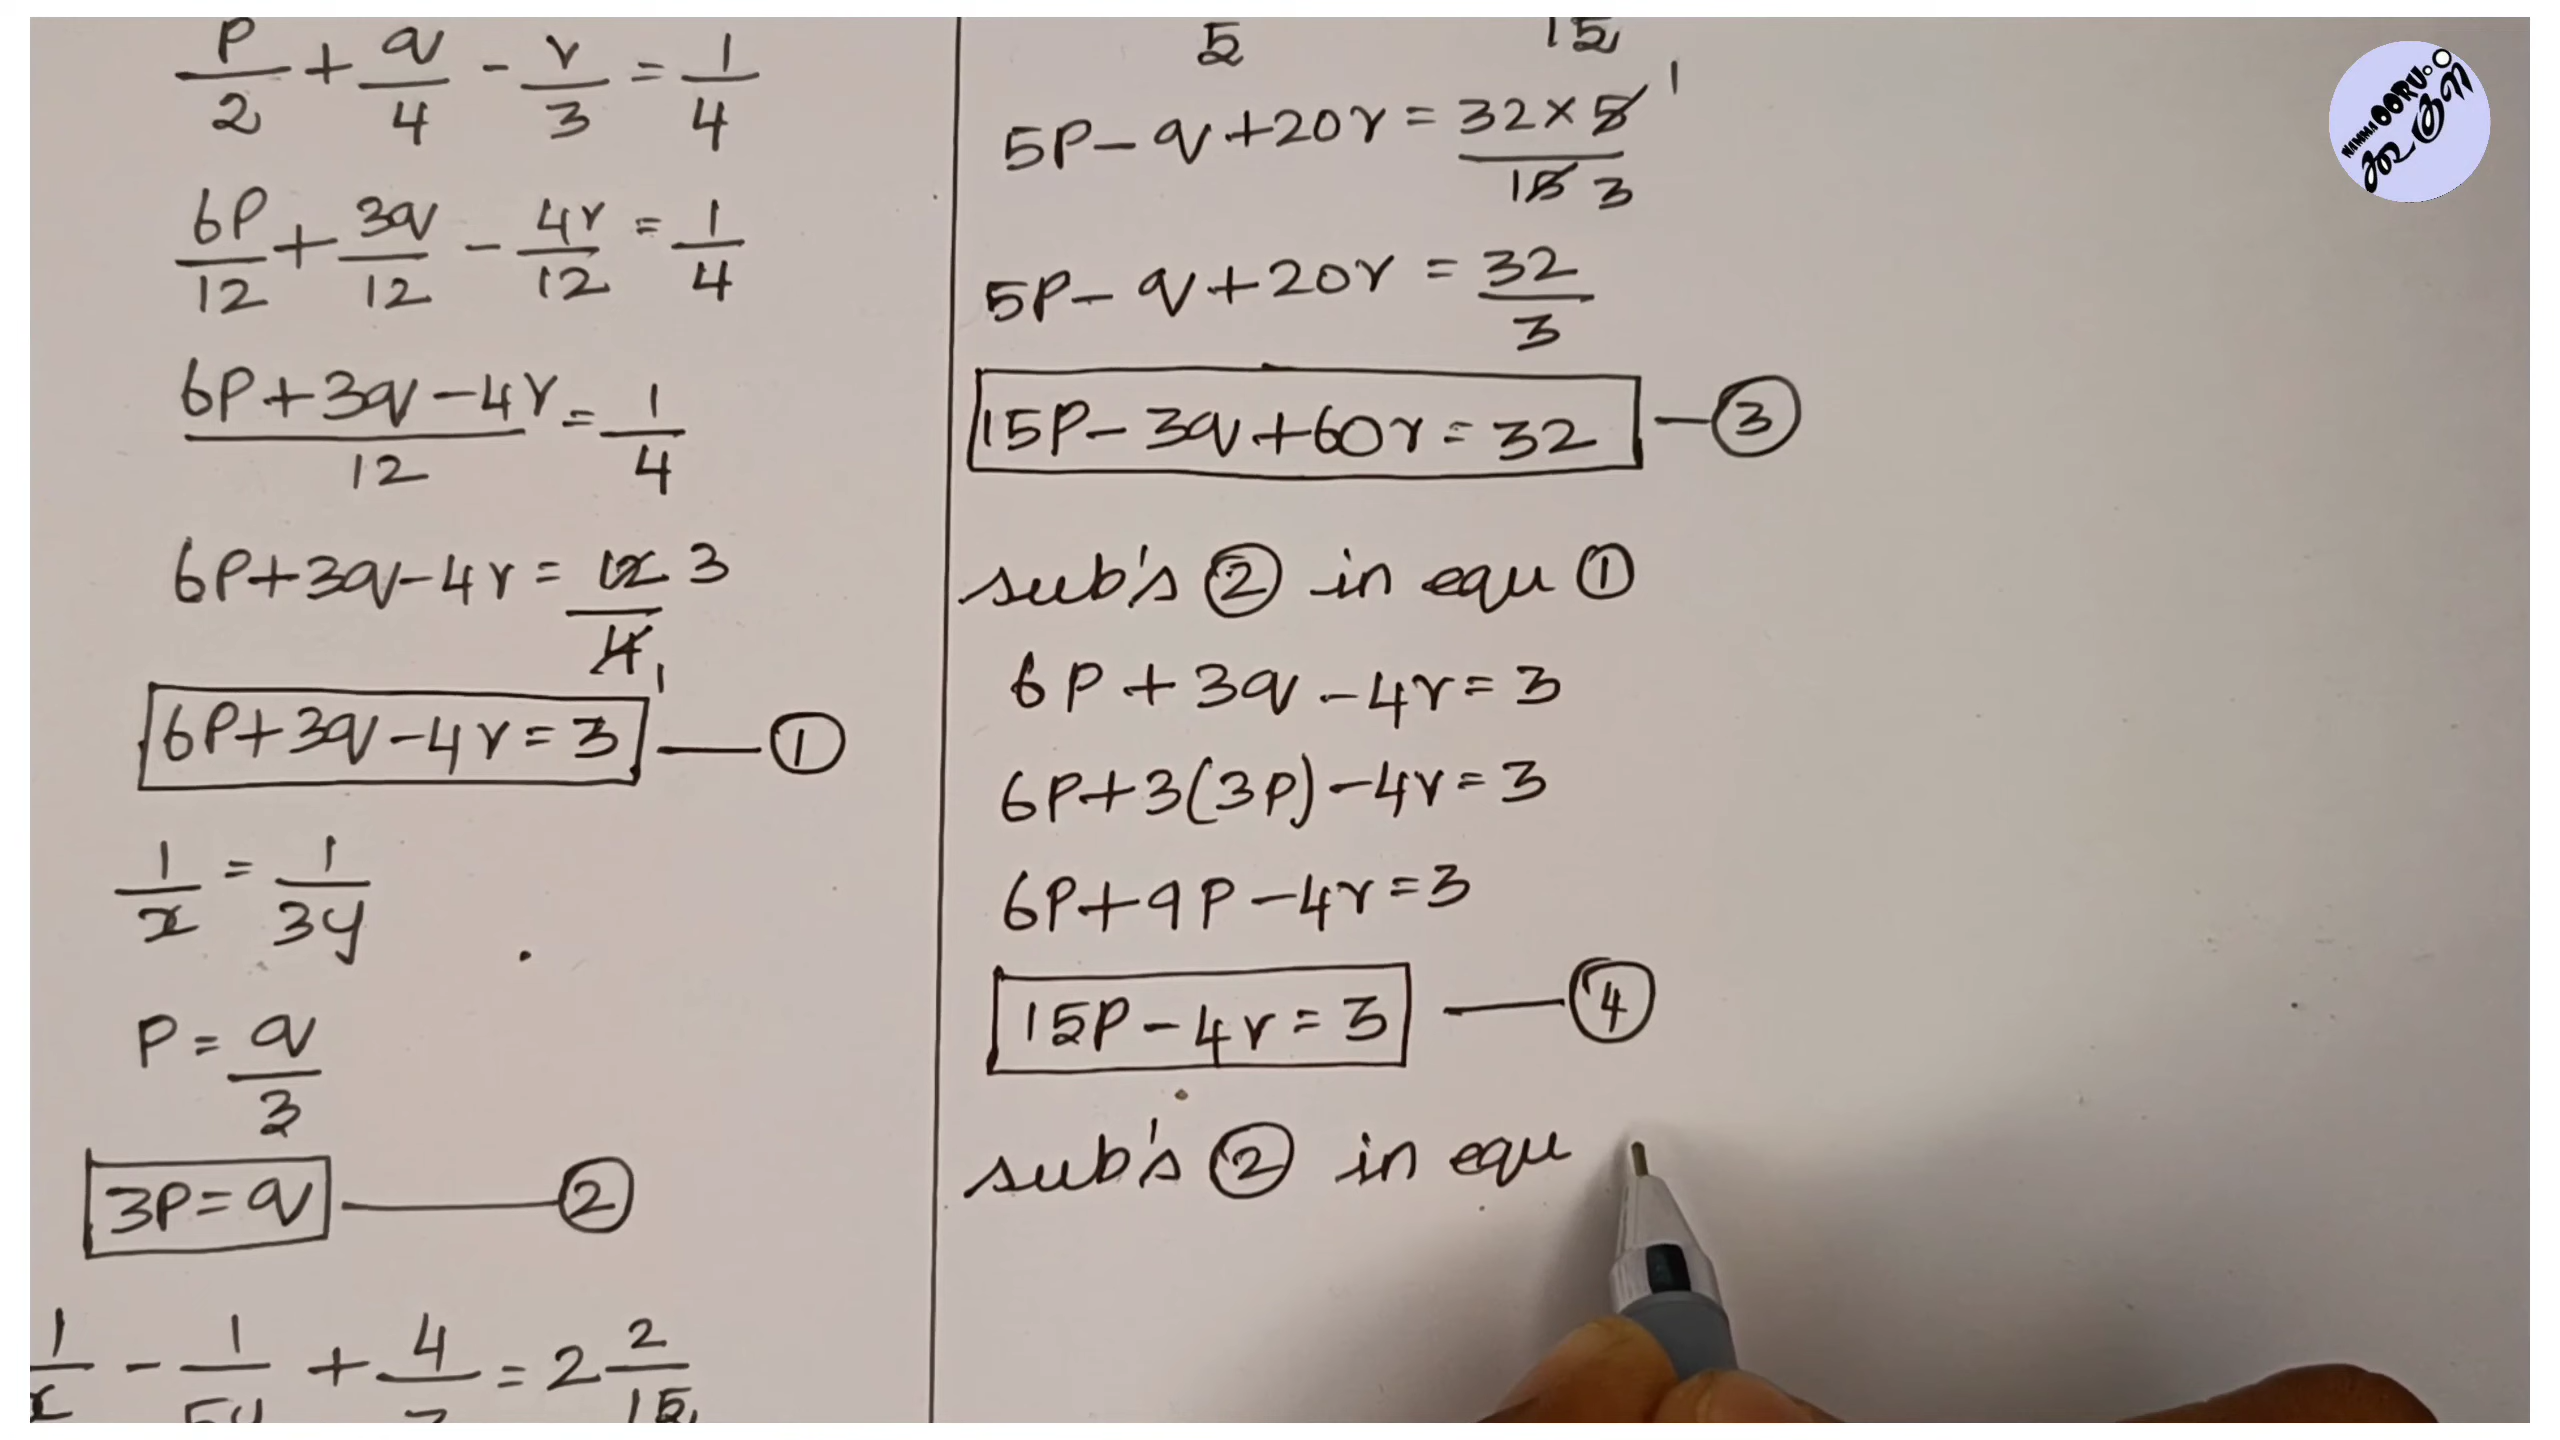 P/2 + q/4 - r/3 = 1/4
6P/12 + 3q/12 - 4r/12 = 1/4
(6P+3q-4r)/12 = 1/4
6P+3q-4r = 12/4 3 1
6P+3q-4r=3 — ①
1/x = 1/3y
P = q/3
3P=q — ②
1/x - 1/5y + 4/z = 2 2/15
5 15
5P-q+20r = 32×5/15 1 3
5P-q+20r = 32/3
15P-3q+60r=32 — ③
sub's ② in equ ①
6P+3q-4r=3
6P+3(3P)-4r=3
6P+9P-4r=3
15P-4r=3 — ④
sub's ② in equ
NAMMA OORU